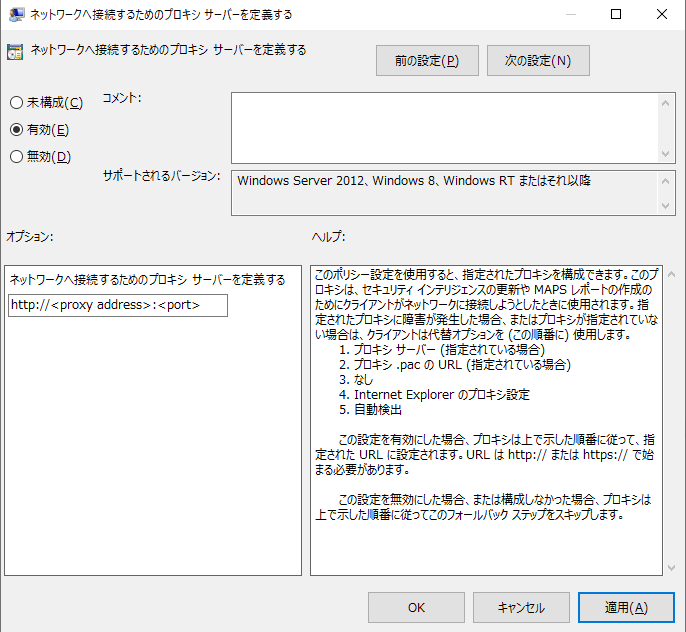 ネットワークへ接続するためのプロキシ サーバーを定義する
ネットワークへ接続するためのプロキシ サーバーを定義する
前の設定(P)
次の設定(N)
未構成(C)
有効(E)
無効(D)
コメント:
サポートされるバージョン:
Windows Server 2012、Windows 8、Windows RT またはそれ以降
オプション:
ヘルプ:
ネットワークへ接続するためのプロキシ サーバーを定義する
http://<proxy address>:<port>
このポリシー設定を使用すると、指定されたプロキシを構成できます。このプ
ロキシは、セキュリティ インテリジェンスの更新や MAPS レポートの作成の
ためにクライアントがネットワークに接続しようとしたときに使用されます。指
定されたプロキシに障害が発生した場合、またはプロキシが指定されていな
い場合は、クライアントは代替オプションを (この順番に) 使用します。
1. プロキシ サーバー (指定されている場合)
2. プロキシ .pac の URL (指定されている場合)
3. なし
4. Internet Explorer のプロキシ設定
5. 自動検出
この設定を有効にした場合、プロキシは上で示した順番に従って、指
定された URL に設定されます。URL は http:// または https:// で始
まる必要があります。
この設定を無効にした場合、または構成しなかった場合、プロキシは
上で示した順番に従ってこのフォールバック ステップをスキップします。
OK
キャンセル
適用(A)